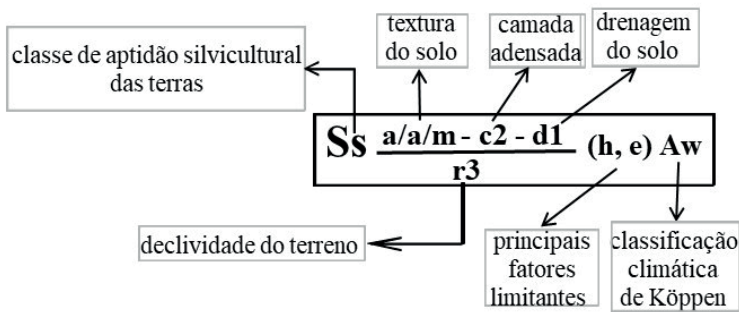 classe de aptidão silvicultural
das terras
textura
do solo
camada
adensada
drenagem
do solo
Ss a/a/m - c2 - d1 (h, e) Aw
r3
declividade do terreno
principais
fatores
limitantes
classificação
climática
de Köppen